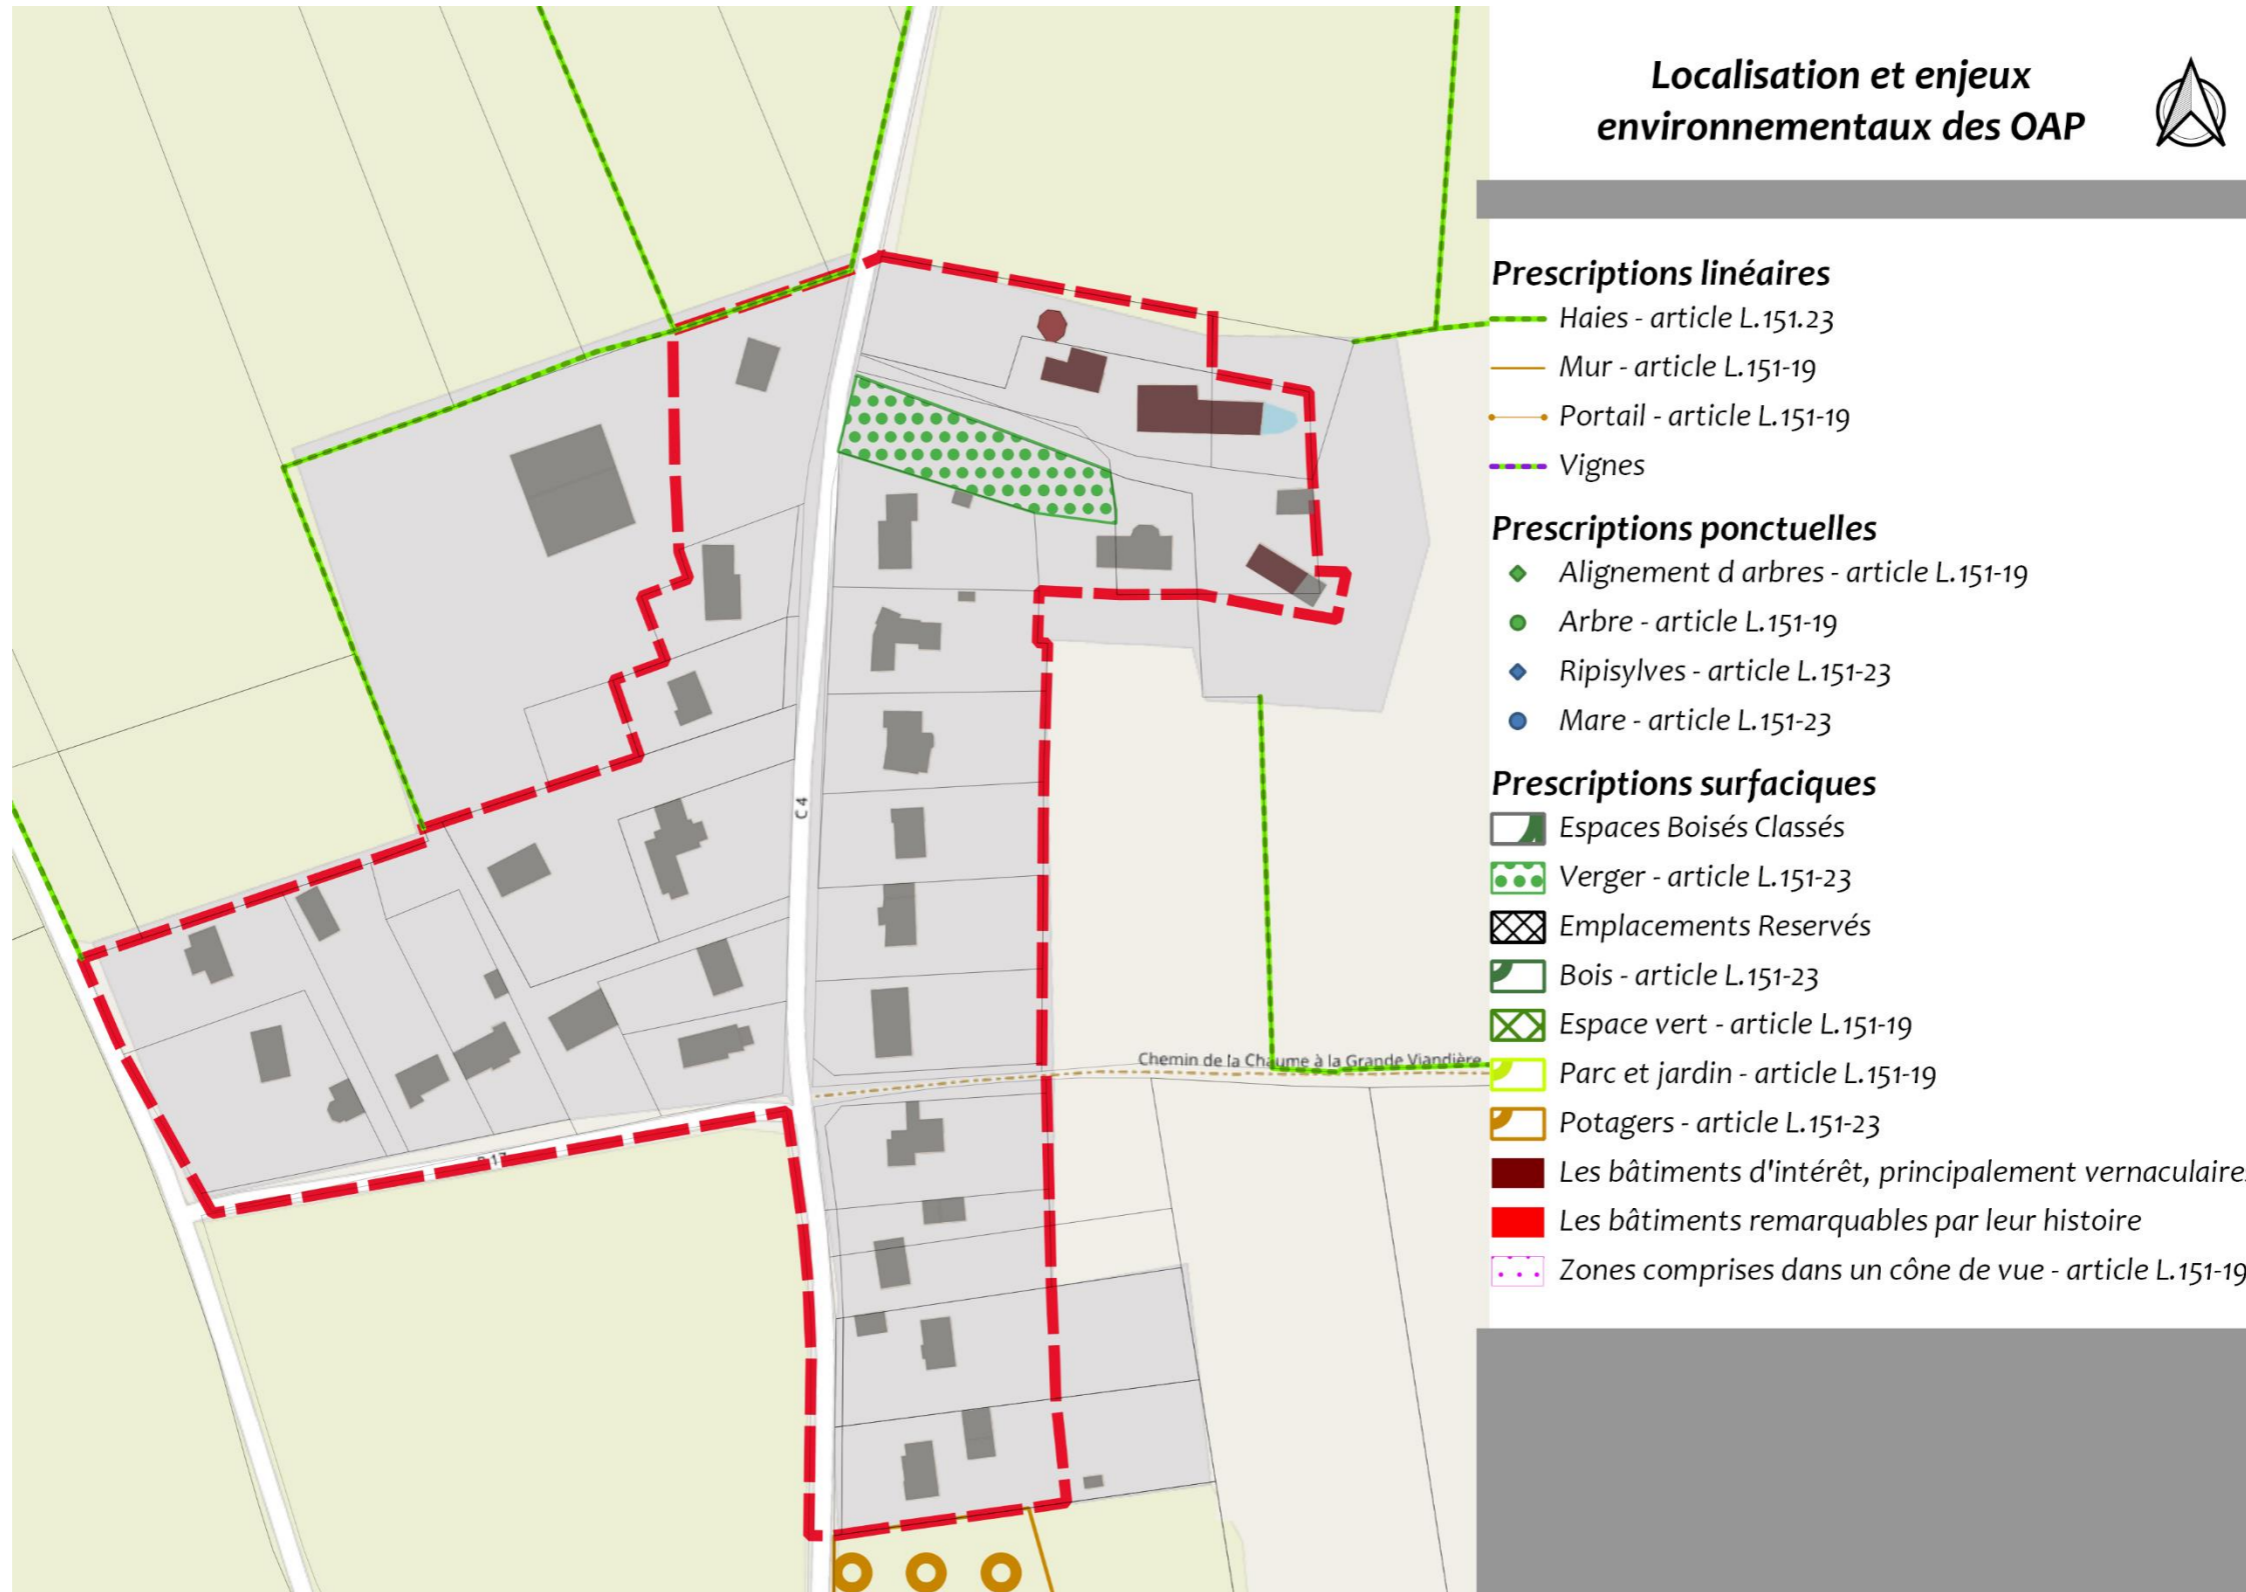 Localisation et enjeux
environnementaux des OAP
Prescriptions linéaires
Haies - article L.151.23
Mur - article L.151-19
Portail - article L.151-19
Vignes
Prescriptions ponctuelles
Alignement d arbres - article L.151-19
Arbre - article L.151-19
Ripisylves - article L.151-23
Mare - article L.151-23
Prescriptions surfaciques
Espaces Boisés Classés
Verger - article L.151-23
Emplacements Reservés
Bois - article L.151-23
Espace vert - article L.151-19
Parc et jardin - article L.151-19
Potagers - article L.151-23
Les bâtiments d'intérêt, principalement vernaculaires
Les bâtiments remarquables par leur histoire
Zones comprises dans un cône de vue - article L.151-19
C 4
Chemin de la Chaume à la Grande Viandière